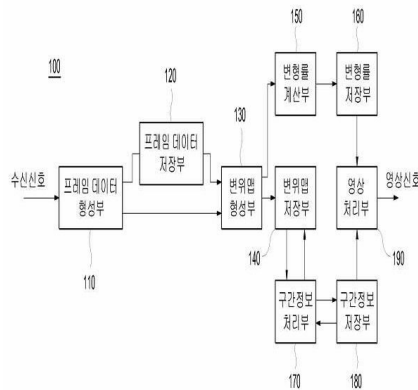 100
150
160
변형률
계산부
변형률
저장부
120
프레임 데이터
저장부
130
수신신호
프레임 데이터
형성부
110
변위맵
형성부
변위맵
저장부
140
영상
처리부
영상신호
190
구간정보
처리부
170
구간정보
저장부
180